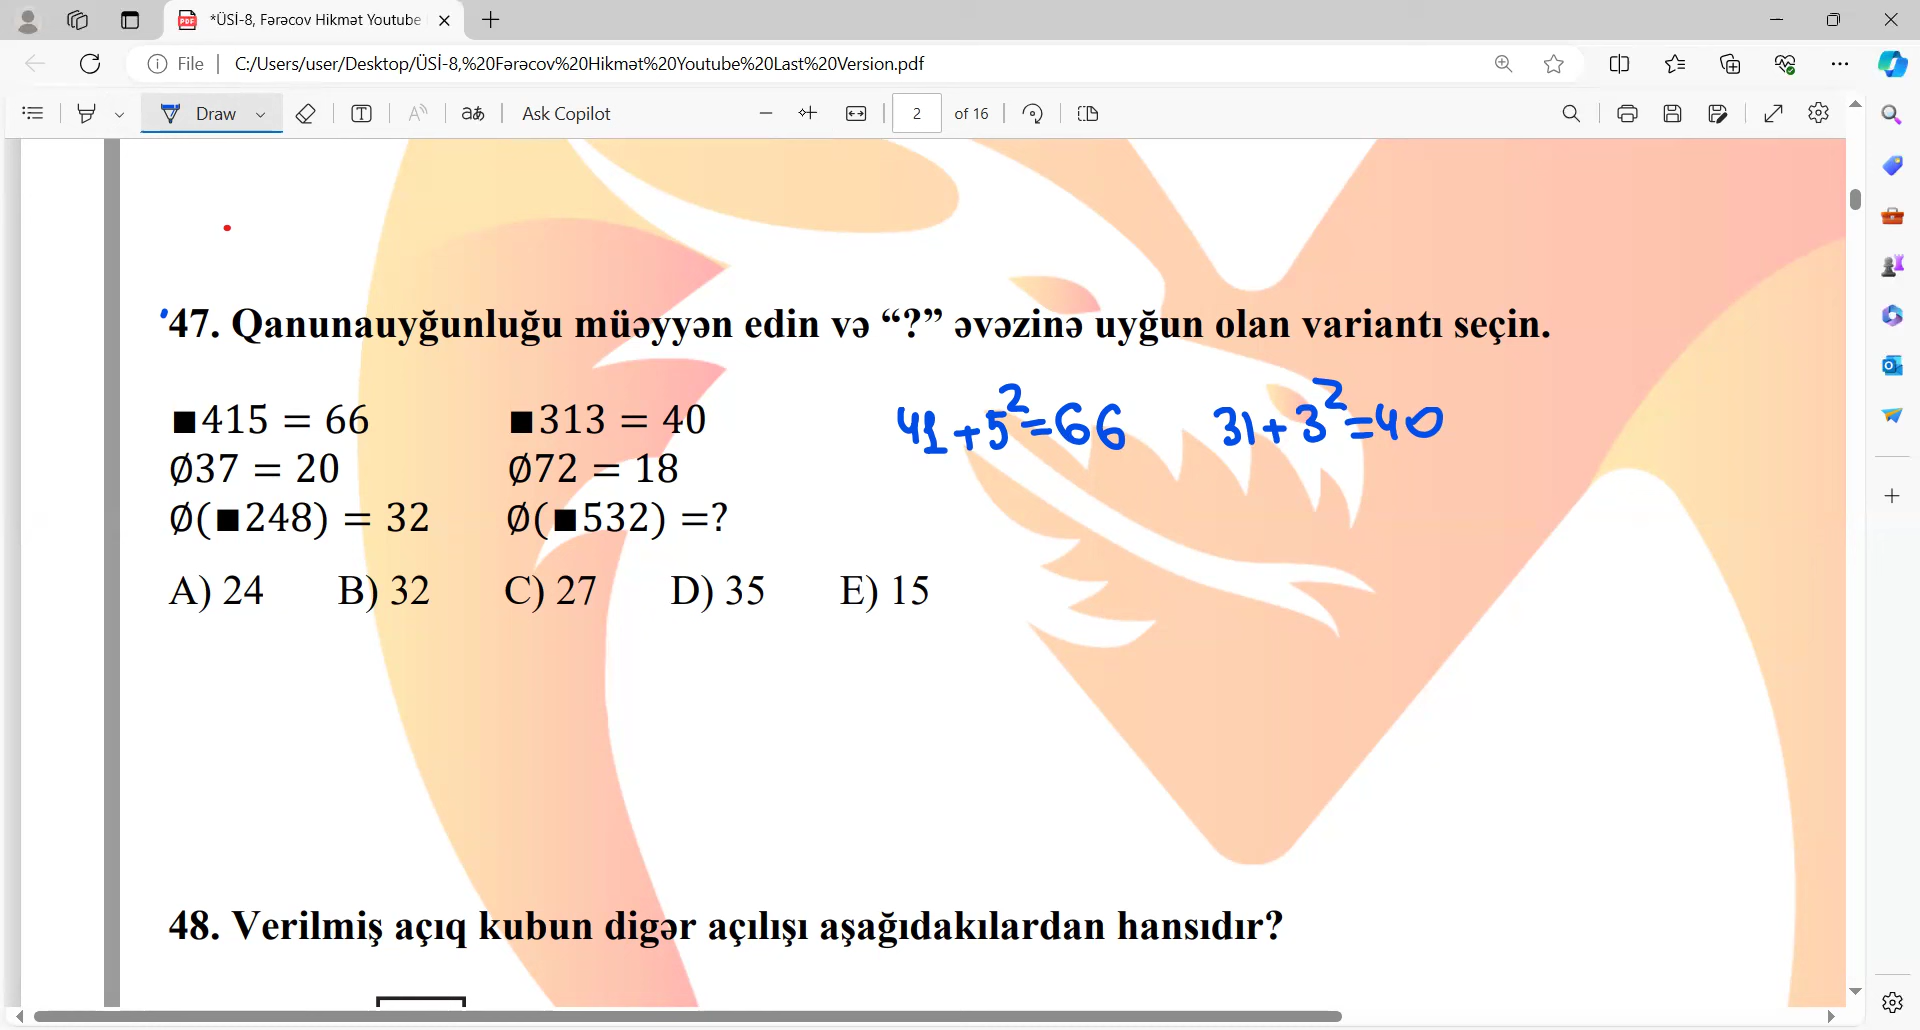 *ÜSİ-8, Fərəcov Hikmət Youtube
File
C:/Users/user/Desktop/ÜSİ-8,%20Fərəcov%20Hikmət%20Youtube%20Last%20Version.pdf
Draw
Ask Copilot
2 of 16
47. Qanunauyğunluğu müəyyən edin və “?” əvəzinə uyğun olan variantı seçin.
■415 = 66 ■313 = 40 41+5²=66 31+3²=40
∅37 = 20 ∅72 = 18
∅(■248) = 32 ∅(■532) =?
A) 24 B) 32 C) 27 D) 35 E) 15
48. Verilmiş açıq kubun digər açılışı aşağıdakılardan hansıdır?